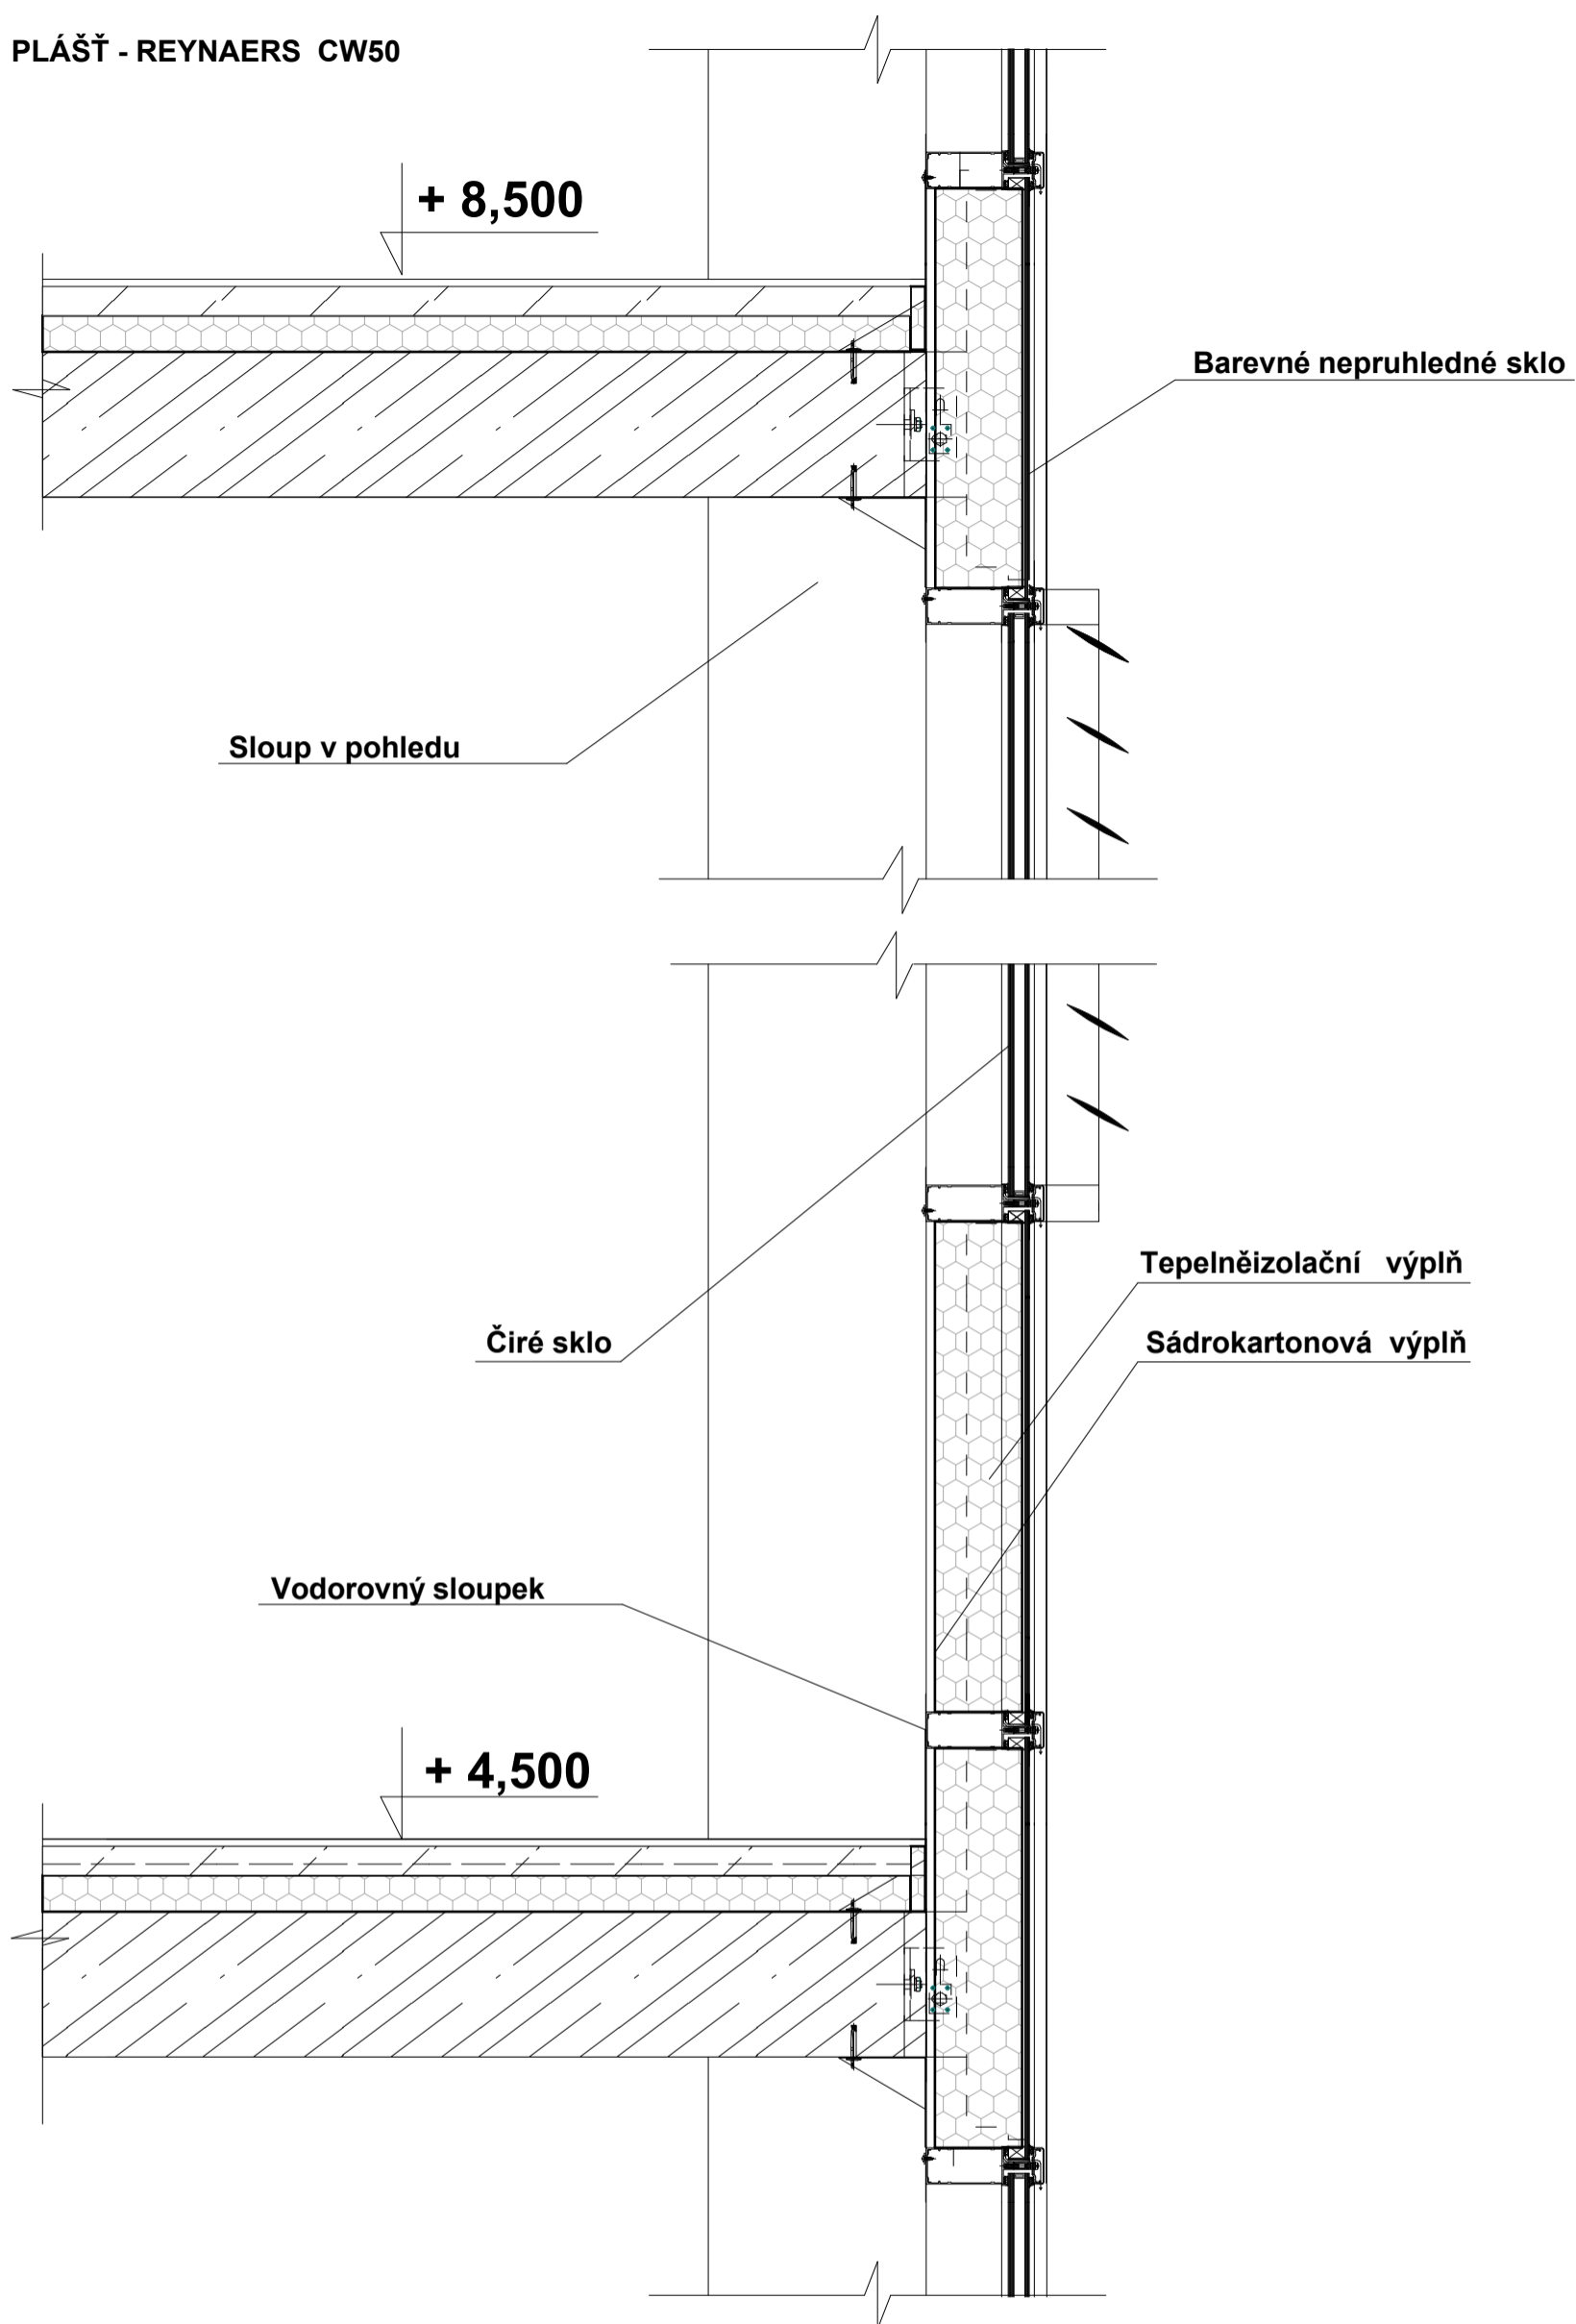 PLÁŠŤ - REYNAERS CW50
+ 8,500
Barevné nepruhledné sklo
Sloup v pohledu
Tepelněizolační výplň
Čiré sklo
Sádrokartonová výplň
Vodorovný sloupek
+ 4,500